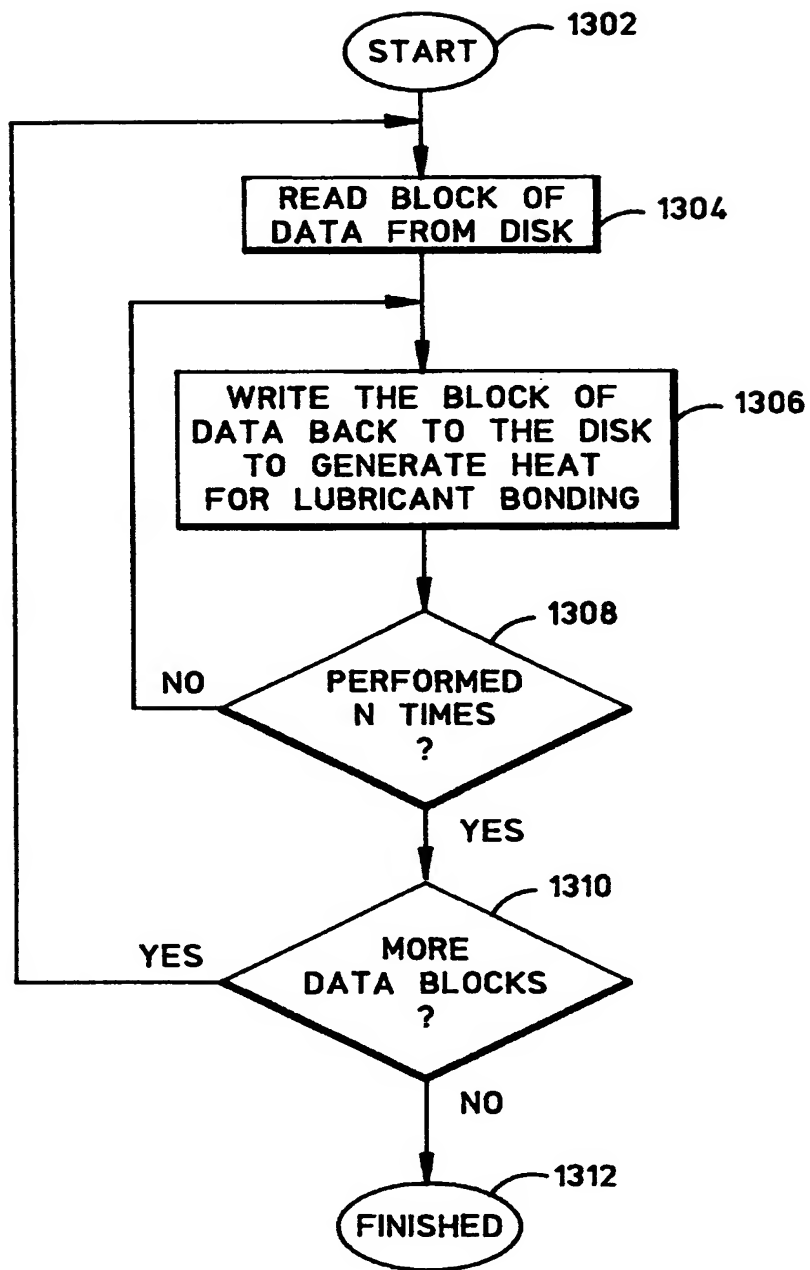 START
1302
READ BLOCK OF
DATA FROM DISK
1304
WRITE THE BLOCK OF
DATA BACK TO THE DISK
TO GENERATE HEAT
FOR LUBRICANT BONDING
1306
1308
NO
PERFORMED
N TIMES
?
YES
1310
YES
MORE
DATA BLOCKS
?
NO
1312
FINISHED